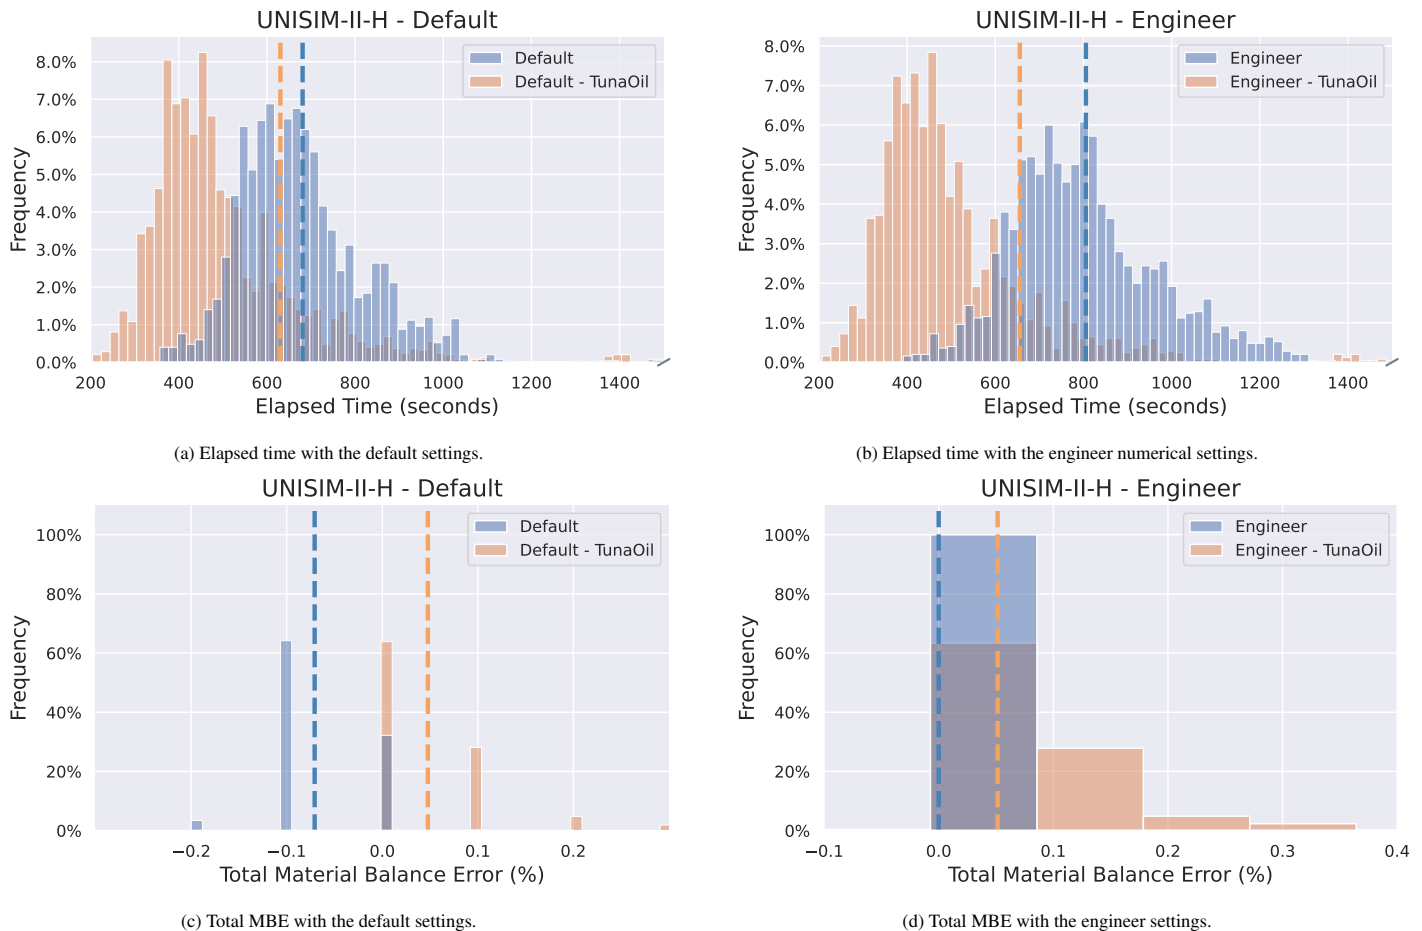 UNISIM-II-H - Default
Default
Default - TunaOil
Frequency
8.0%
7.0%
6.0%
5.0%
4.0%
3.0%
2.0%
1.0%
0.0%
200 400 600 800 1000 1200 1400
Elapsed Time (seconds)
(a) Elapsed time with the default settings.
UNISIM-II-H - Engineer
Engineer
Engineer - TunaOil
Frequency
8.0%
7.0%
6.0%
5.0%
4.0%
3.0%
2.0%
1.0%
0.0%
200 400 600 800 1000 1200 1400
Elapsed Time (seconds)
(b) Elapsed time with the engineer numerical settings.
UNISIM-II-H - Default
Default
Default - TunaOil
Frequency
100%
80%
60%
40%
20%
0%
−0.2 −0.1 0.0 0.1 0.2
Total Material Balance Error (%)
(c) Total MBE with the default settings.
UNISIM-II-H - Engineer
Engineer
Engineer - TunaOil
Frequency
100%
80%
60%
40%
20%
0%
−0.1 0.0 0.1 0.2 0.3 0.4
Total Material Balance Error (%)
(d) Total MBE with the engineer settings.